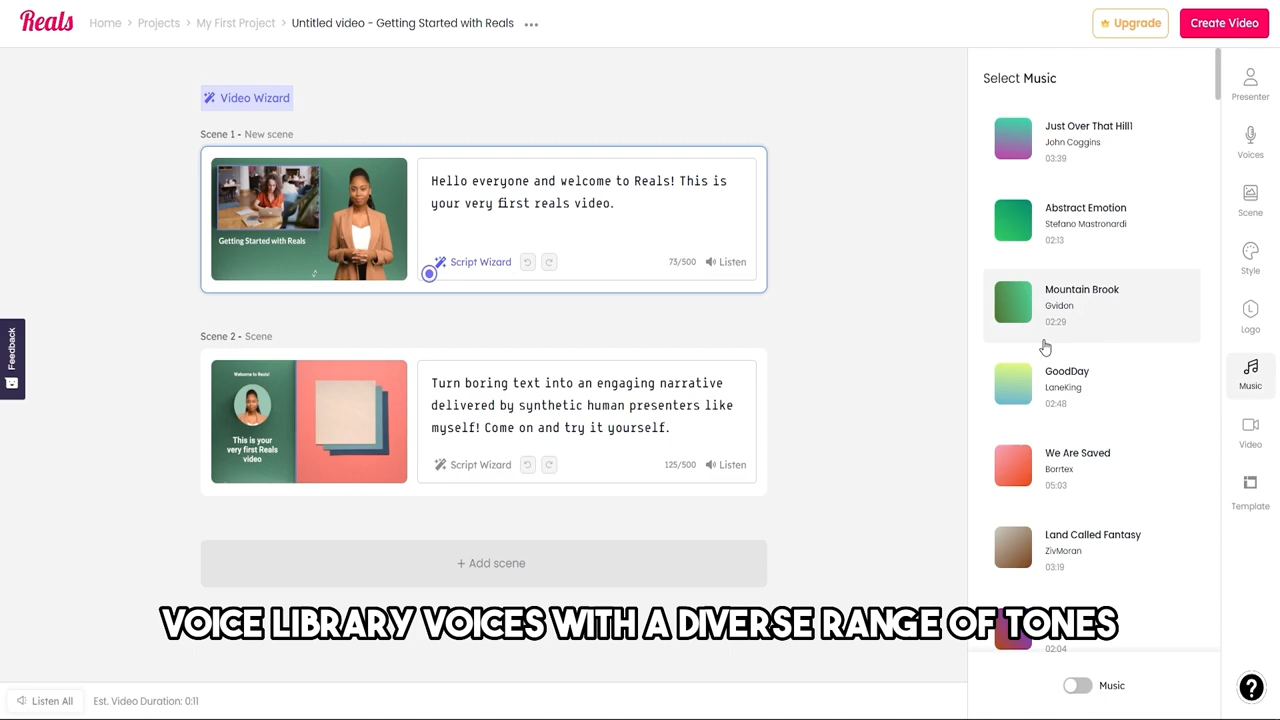 Reals
Home > Projects > My First Project > Untitled video - Getting Started with Reals ...
Upgrade
Create Video
Video Wizard
Scene 1 - New scene
Getting Started with Reals
Hello everyone and welcome to Reals! This is
your very first reals video.
Script Wizard
73/500
Listen
Scene 2 - Scene
Welcome to Reals!
This is your
very first Reals
video
Turn boring text into an engaging narrative
delivered by synthetic human presenters like
myself! Come on and try it yourself.
Script Wizard
125/500
Listen
+ Add scene
Feedback
Select Music
Just Over That Hill1
John Coggins
03:39
Abstract Emotion
Stefano Mastronardi
02:13
Mountain Brook
Gvidon
02:29
GoodDay
LaneKing
02:48
We Are Saved
Borrtex
05:03
Land Called Fantasy
ZivMoran
03:19
02:04
Music
Presenter
Voices
Scene
Style
L
Logo
Music
Video
Template
?
VOICE LIBRARY VOICES WITH A DIVERSE RANGE OF TONES
Listen All
Est. Video Duration: 0:11